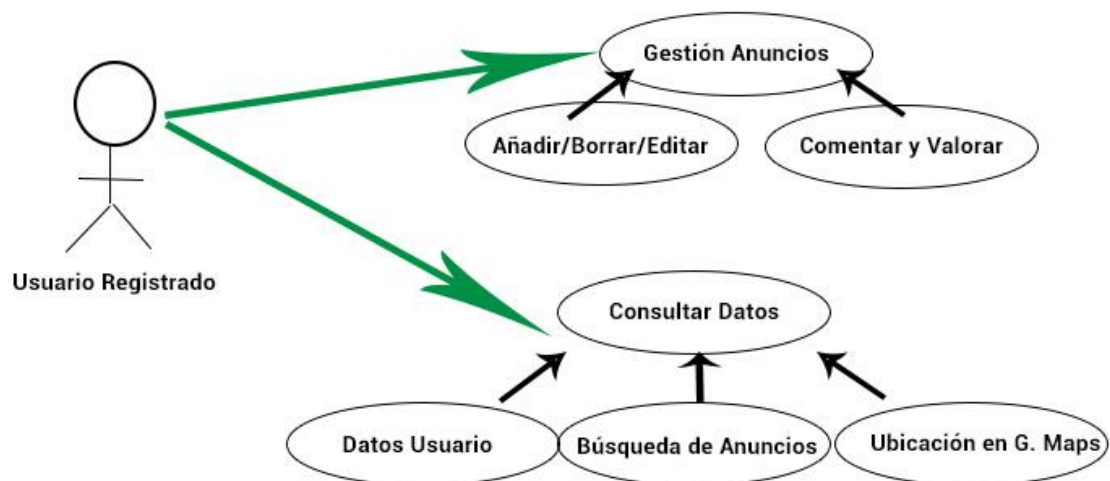 Gestión Anuncios
Añadir/Borrar/Editar
Comentar y Valorar
Usuario Registrado
Consultar Datos
Datos Usuario
Búsqueda de Anuncios
Ubicación en G. Maps